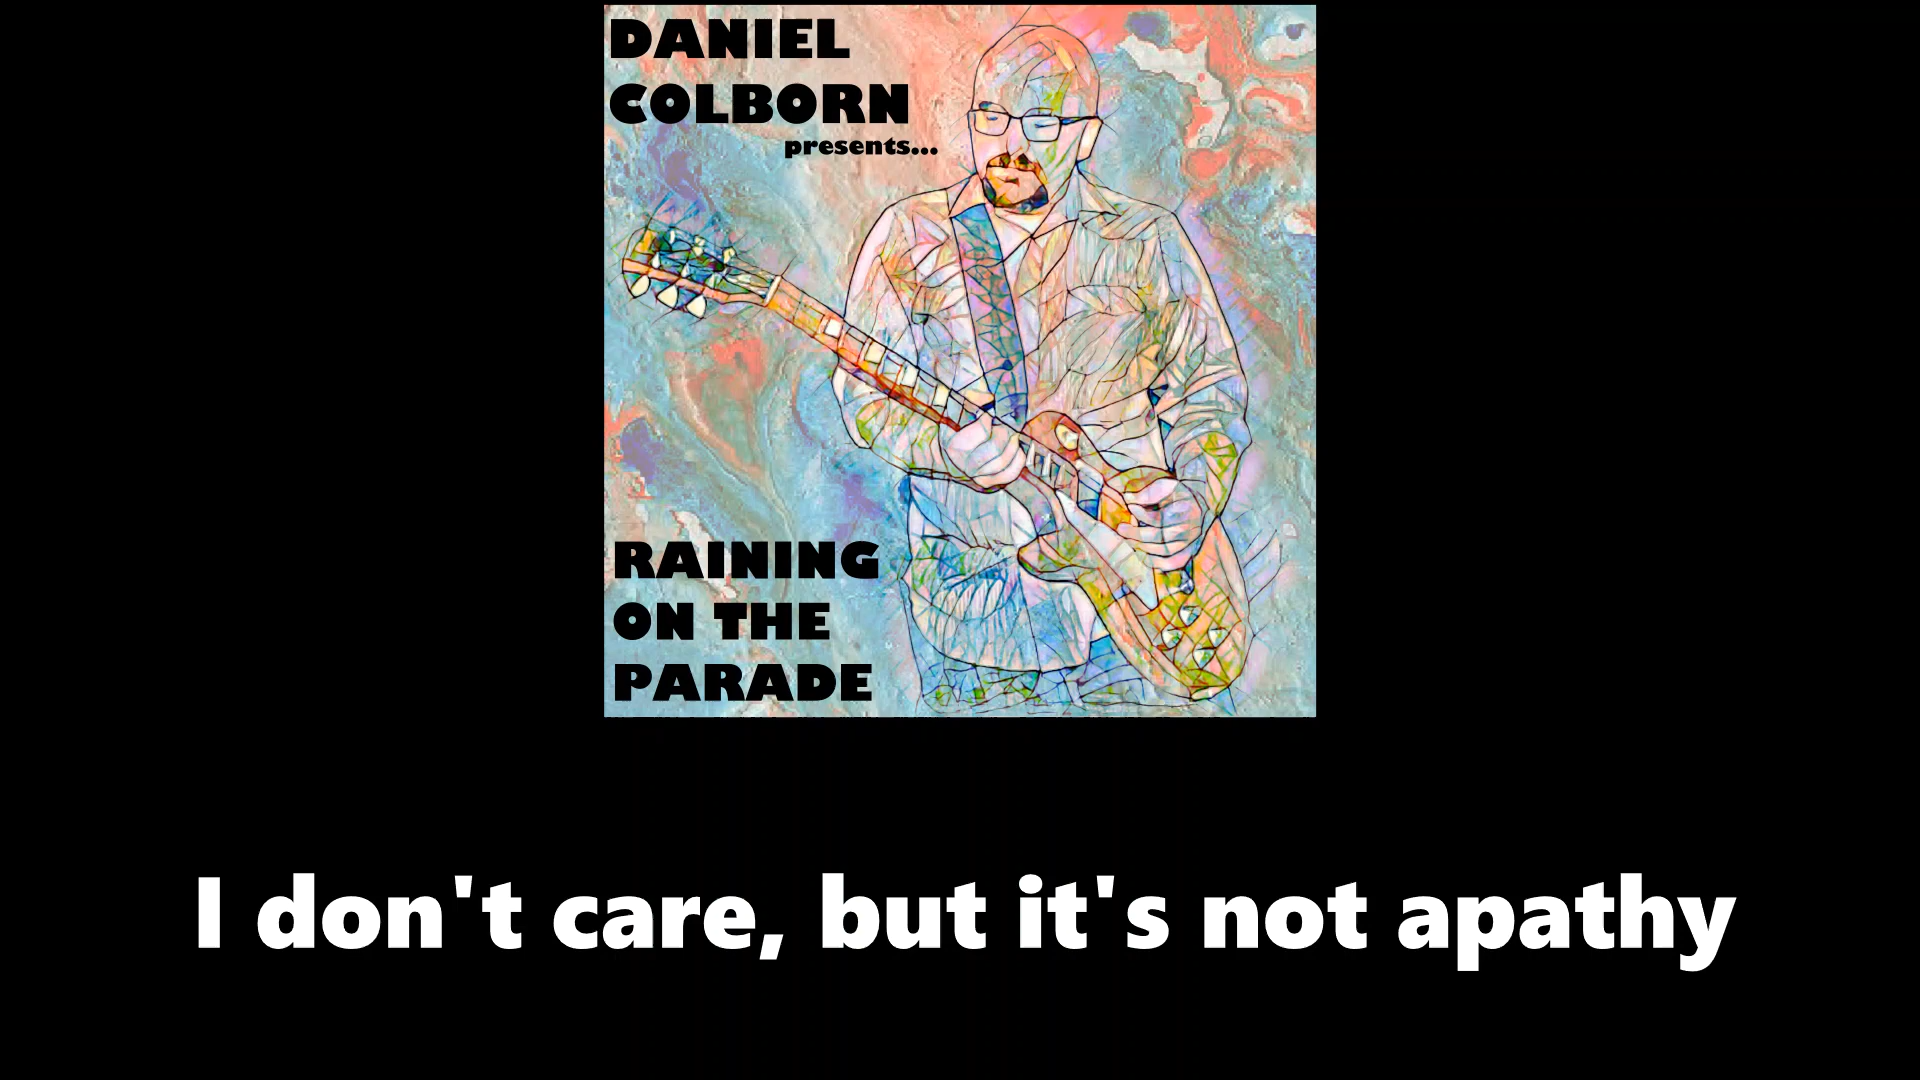 DANIEL
COLBORN
presents...
RAINING
ON THE
PARADE
I don't care, but it's not apathy